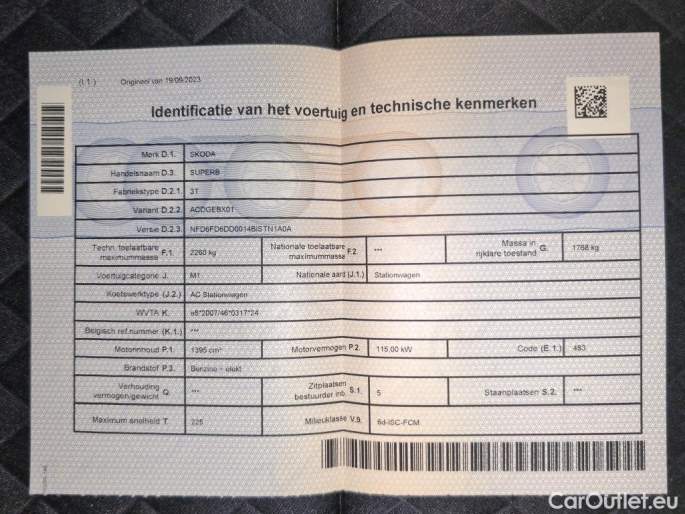 (I.1.) Origineel van 19/09/2023
Identificatie van het voertuig en technische kenmerken
Merk D.1. SKODA
Handelsnaam D.3. SUPERB
Fabriekstype D.2.1. 3T
Variant D.2.2. ACDGEBX01
Versie D.2.3. NFD6FD6DD0014BISTN1A0A
Techn. toelaatbare maximummassa F.1. 2260 kg Nationale toelaatbare maximummassa F.2. *** Massa in rijklare toestand G. 1768 kg
Voertuigcategorie J. M1 Nationale aard (J.1.) Stationwagen
Koetswerktype (J.2.) AC Stationwagen
WVTA K. e8*2007/46*0317*24
Belgisch ref.nummer (K.1.) ***
Motorinhoud P.1. 1395 cm³ Motorvermogen P.2. 115,00 kW Code (E.1.) 483
Brandstof P.3. Benzine + elekt
Verhouding vermogen/gewicht Q. *** Zitplaatsen bestuurder inb. S.1. 5 Staanplaatsen S.2. ***
Maximum snelheid T. 225 Milieuklasse V.9. 6d-ISC-FCM
CarOutlet.eu